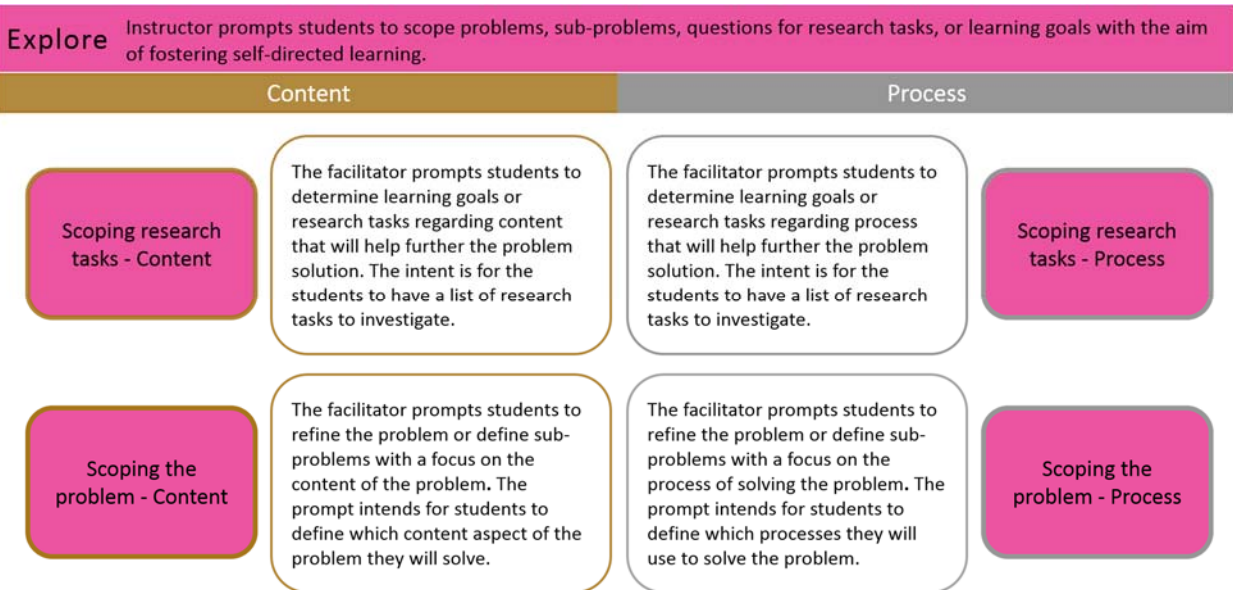 Explore
Instructor prompts students to scope problems, sub-problems, questions for research tasks, or learning goals with the aim
of fostering self-directed learning.
Content
Process
Scoping research
tasks - Content
The facilitator prompts students to
determine learning goals or
research tasks regarding content
that will help further the problem
solution. The intent is for the
students to have a list of research
tasks to investigate.
The facilitator prompts students to
determine learning goals or
research tasks regarding process
that will help further the problem
solution. The intent is for the
students to have a list of research
tasks to investigate.
Scoping research
tasks - Process
Scoping the
problem - Content
The facilitator prompts students to
refine the problem or define sub-
problems with a focus on the
content of the problem. The
prompt intends for students to
define which content aspect of the
problem they will solve.
The facilitator prompts students to
refine the problem or define sub-
problems with a focus on the
process of solving the problem. The
prompt intends for students to
define which processes they will
use to solve the problem.
Scoping the
problem - Process